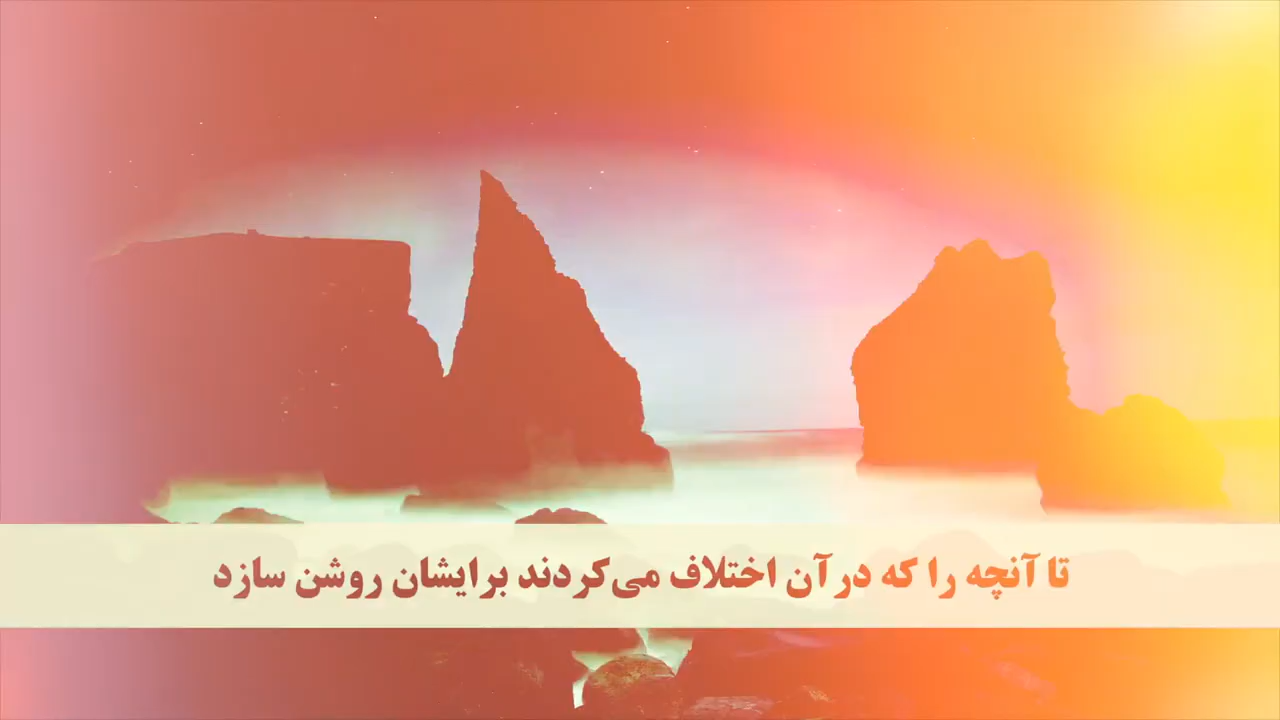 تا آنچه را که در آن اختلاف می‌کردند برایشان روشن سازد